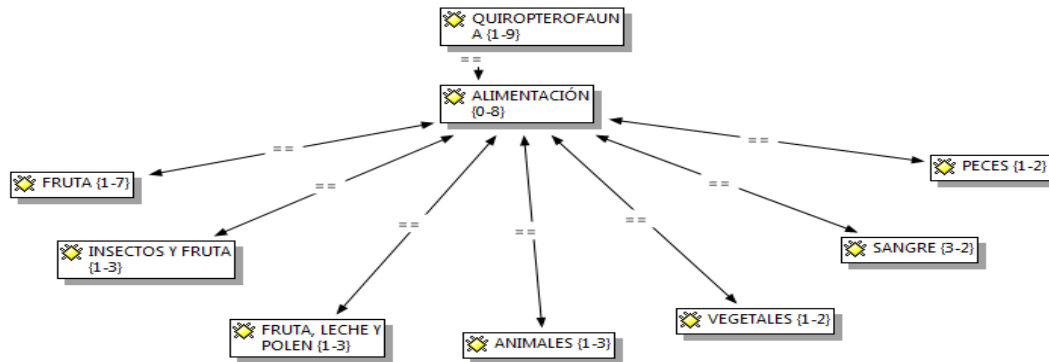 QUIROPTEROFAUN
A {1-9}
==
ALIMENTACIÓN
{0-8}
==
==
==
==
==
==
==
FRUTA {1-7}
PECES {1-2}
INSECTOS Y FRUTA
{1-3}
SANGRE {3-2}
FRUTA, LECHE Y
POLEN {1-3}
ANIMALES {1-3}
VEGETALES {1-2}